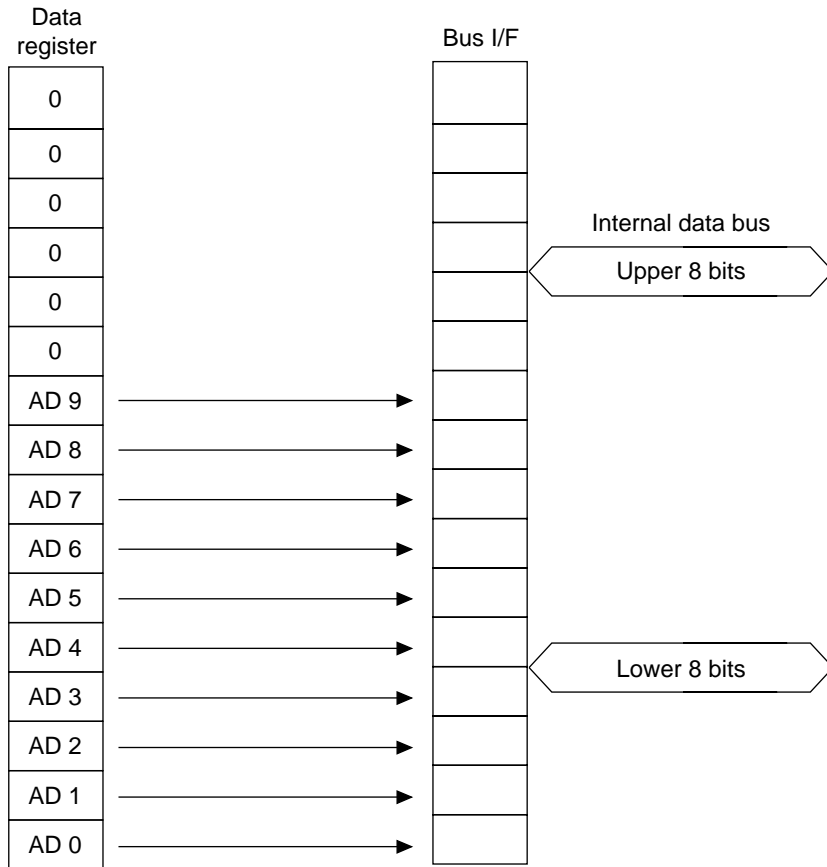 Data
register
Bus I/F
0
0
0
0
0
0
Internal data bus
Upper 8 bits
AD 9
AD 8
AD 7
AD 6
AD 5
AD 4
AD 3
AD 2
AD 1
AD 0
Lower 8 bits